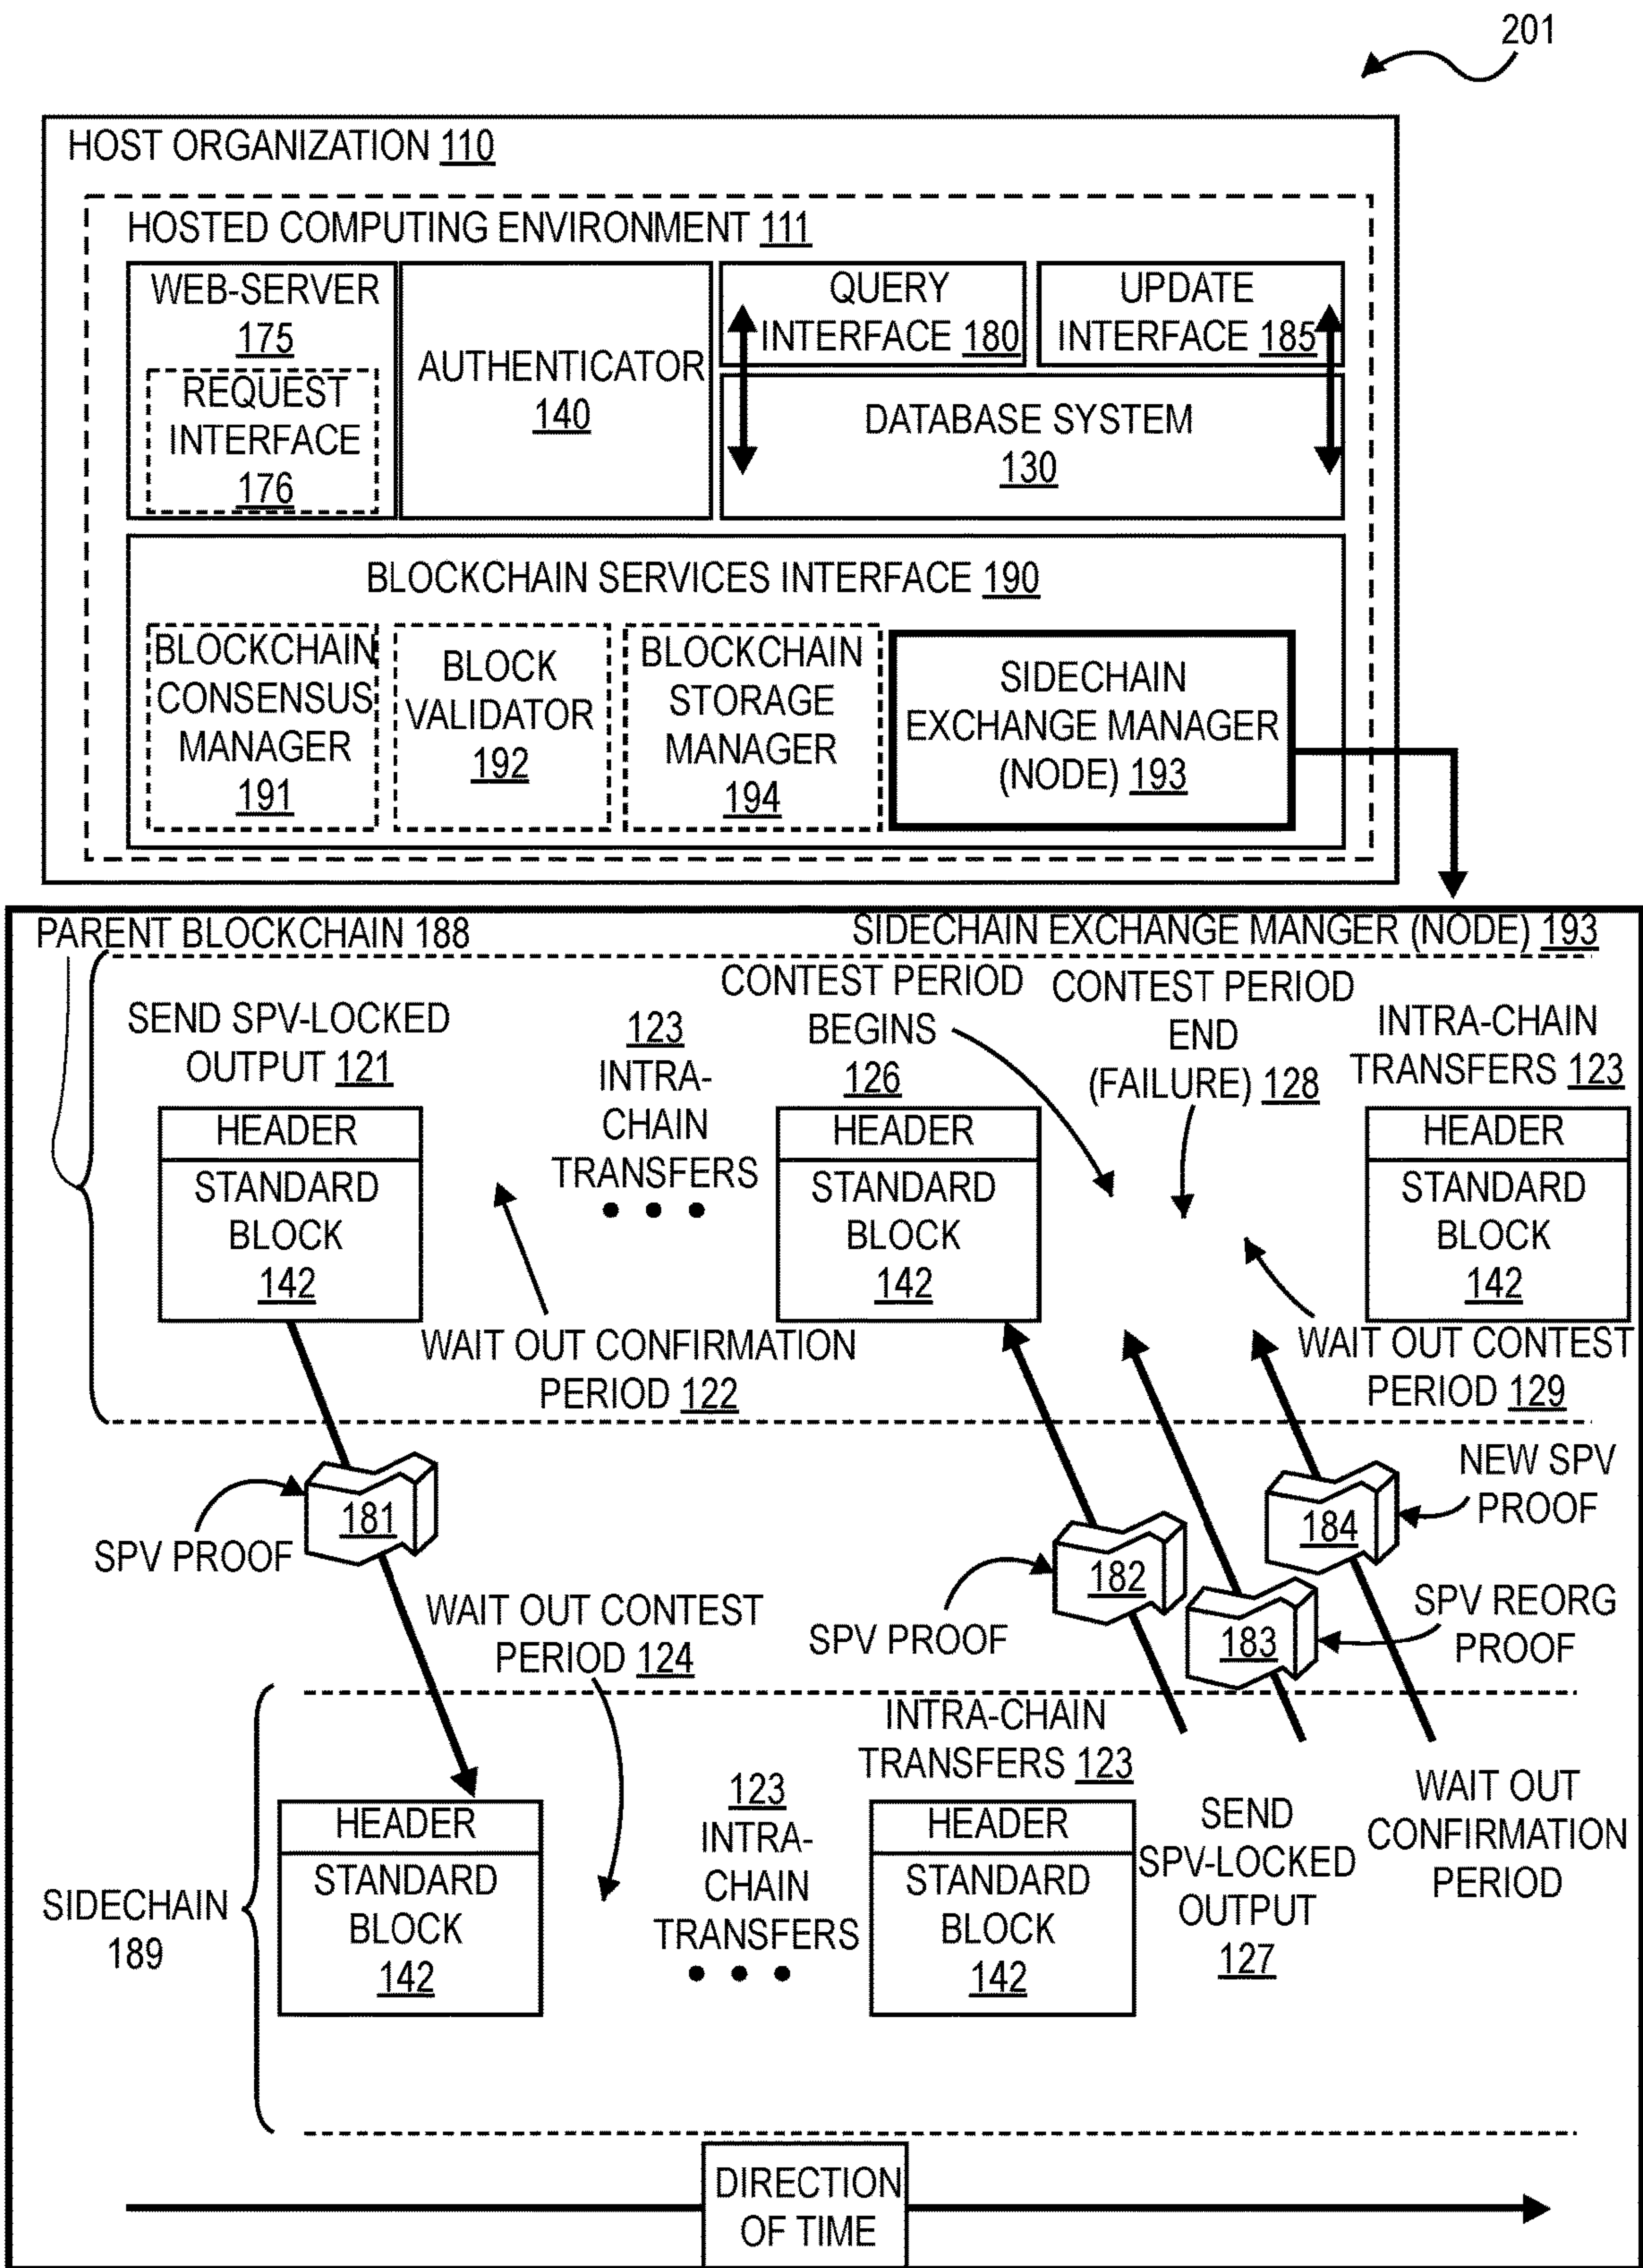 201
HOST ORGANIZATION 110
HOSTED COMPUTING ENVIRONMENT 111
WEB-SERVER
175
REQUEST
INTERFACE
176
AUTHENTICATOR
140
QUERY
INTERFACE 180
UPDATE
INTERFACE 185
DATABASE SYSTEM
130
BLOCKCHAIN SERVICES INTERFACE 190
BLOCKCHAIN
CONSENSUS
MANAGER
191
BLOCK
VALIDATOR
192
BLOCKCHAIN
STORAGE
MANAGER
194
SIDECHAIN
EXCHANGE MANAGER
(NODE) 193
PARENT BLOCKCHAIN 188
SIDECHAIN EXCHANGE MANGER (NODE) 193
SEND SPV-LOCKED
OUTPUT 121
123
INTRA-
CHAIN
TRANSFERS
• • •
CONTEST PERIOD
BEGINS
126
CONTEST PERIOD
END
(FAILURE) 128
INTRA-CHAIN
TRANSFERS 123
HEADER
STANDARD
BLOCK
142
HEADER
STANDARD
BLOCK
142
HEADER
STANDARD
BLOCK
142
WAIT OUT CONFIRMATION
PERIOD 122
WAIT OUT CONTEST
PERIOD 129
SPV PROOF
181
SPV PROOF
182
183
SPV REORG
PROOF
184
NEW SPV
PROOF
WAIT OUT CONTEST
PERIOD 124
SIDECHAIN
189
HEADER
STANDARD
BLOCK
142
123
INTRA-
CHAIN
TRANSFERS
• • •
INTRA-CHAIN
TRANSFERS 123
HEADER
STANDARD
BLOCK
142
SEND
SPV-LOCKED
OUTPUT
127
WAIT OUT
CONFIRMATION
PERIOD
DIRECTION
OF TIME